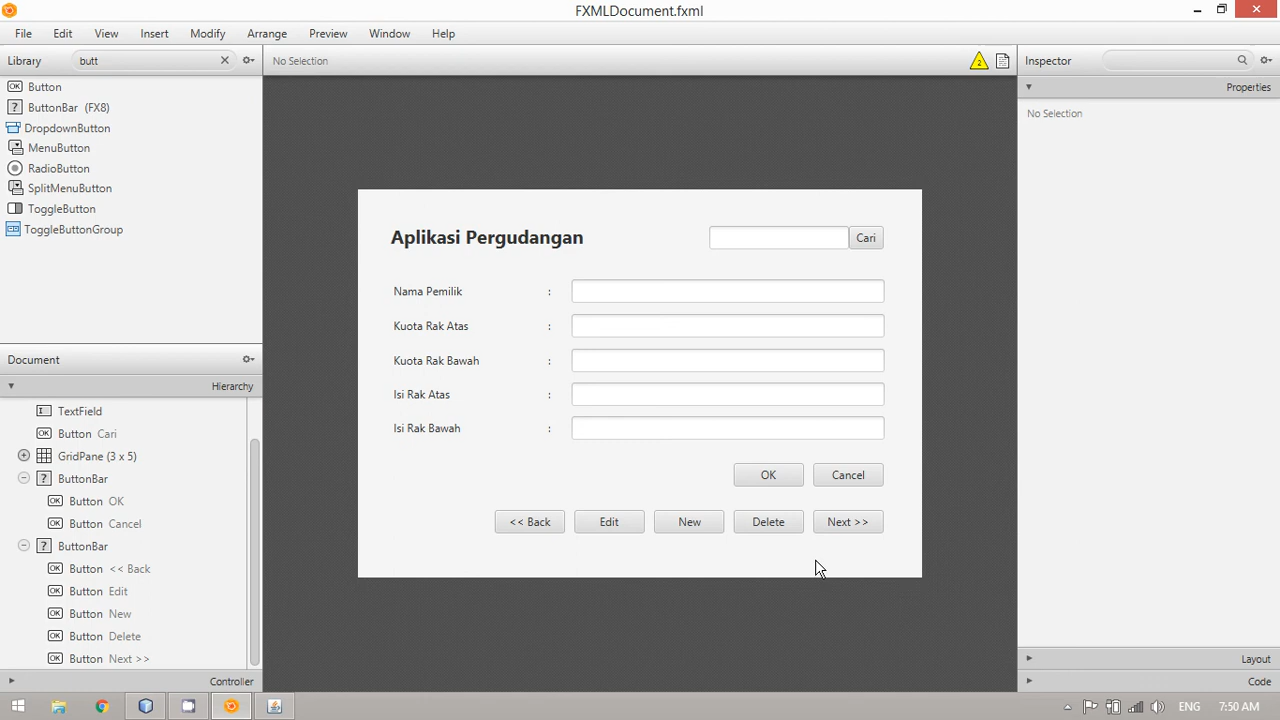 FXMLDocument.fxml
File Edit View Insert Modify Arrange Preview Window Help
Library butt
Button
ButtonBar (FX8)
DropdownButton
MenuButton
RadioButton
SplitMenuButton
ToggleButton
ToggleButtonGroup
Document
Hierarchy
TextField
Button Cari
GridPane (3 x 5)
ButtonBar
Button OK
Button Cancel
ButtonBar
Button << Back
Button Edit
Button New
Button Delete
Button Next >>
Controller
No Selection
2
Aplikasi Pergudangan Cari
Nama Pemilik :
Kuota Rak Atas :
Kuota Rak Bawah :
Isi Rak Atas :
Isi Rak Bawah :
OK Cancel
<< Back Edit New Delete Next >>
Inspector
Properties
No Selection
Layout
Code
ENG 7:50 AM